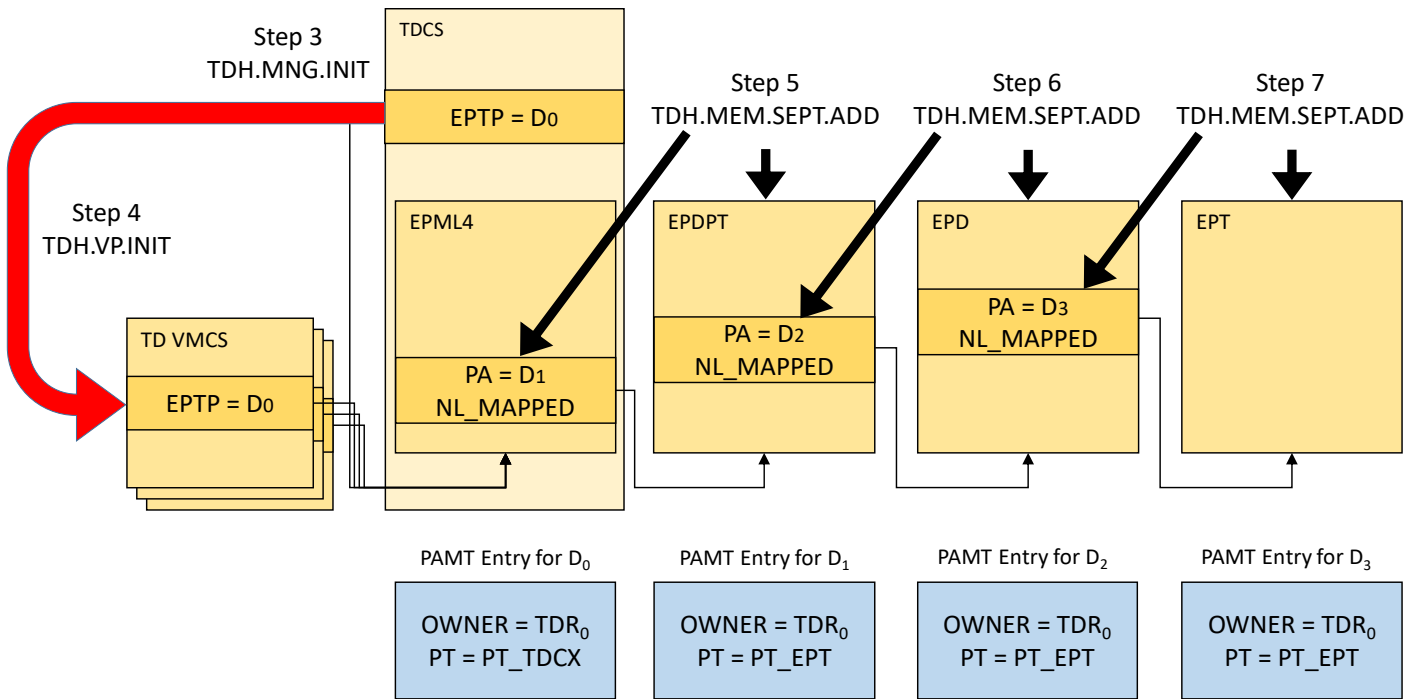 Step 3
TDH.MNG.INIT
TDCS
EPTP = D0
Step 5
TDH.MEM.SEPT.ADD
Step 6
TDH.MEM.SEPT.ADD
Step 7
TDH.MEM.SEPT.ADD
Step 4
TDH.VP.INIT
EPML4
PA = D1
NL_MAPPED
EPDPT
PA = D2
NL_MAPPED
EPD
PA = D3
NL_MAPPED
EPT
TD VMCS
EPTP = D0
PAMT Entry for D₀
OWNER = TDR₀
PT = PT_TDCX
PAMT Entry for D₁
OWNER = TDR₀
PT = PT_EPT
PAMT Entry for D₂
OWNER = TDR₀
PT = PT_EPT
PAMT Entry for D₃
OWNER = TDR₀
PT = PT_EPT